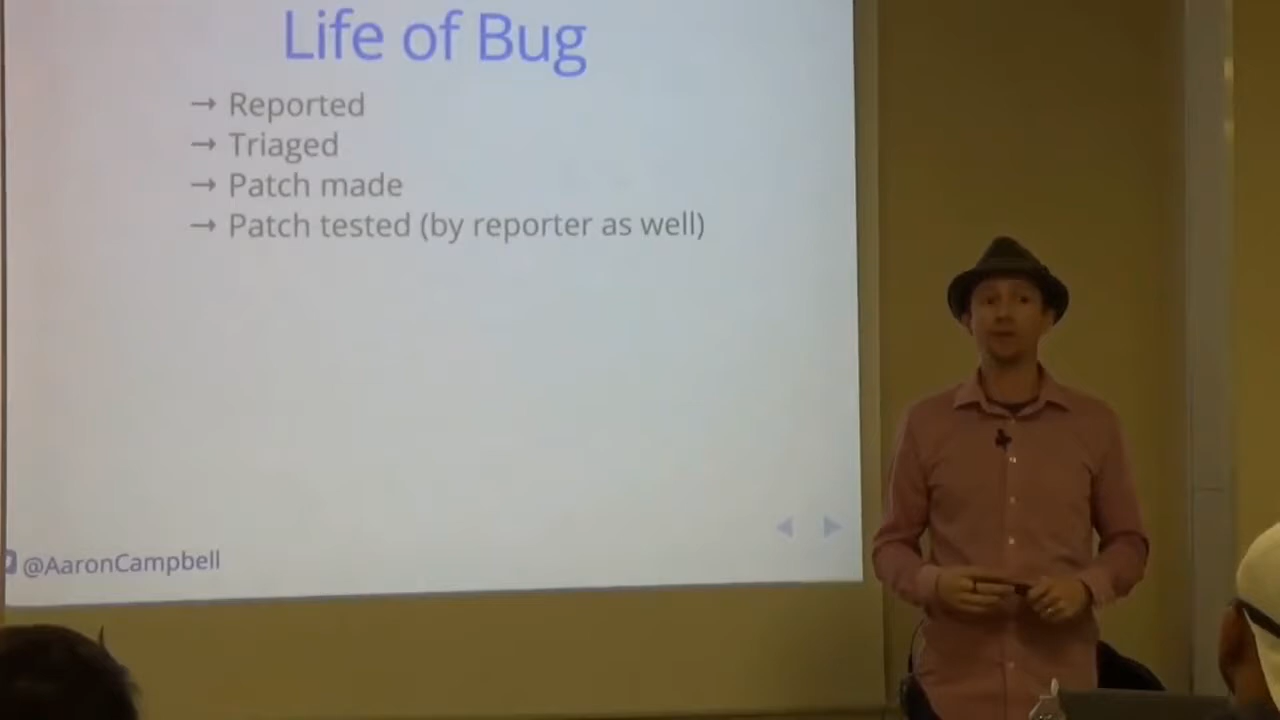 Life of Bug
→ Reported
→ Triaged
→ Patch made
→ Patch tested (by reporter as well)
@AaronCampbell